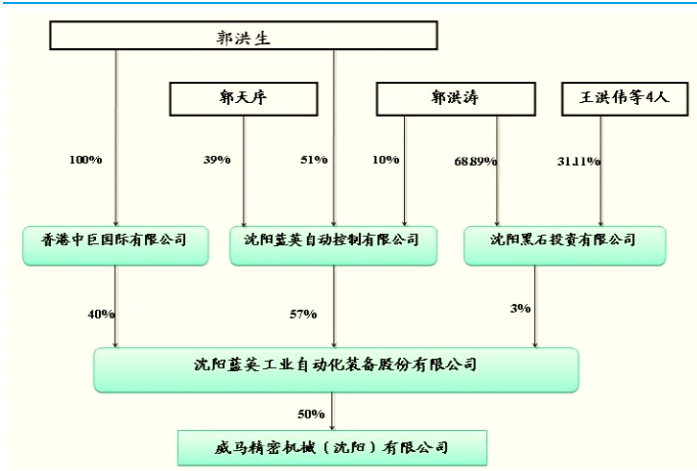 郭洪生
郭天序
郭洪涛
王洪伟等4人
100%
39%
51%
10%
68.89%
31.11%
香港中巨国际有限公司
沈阳蓝英自动控制有限公司
沈阳黑石投资有限公司
40%
57%
3%
沈阳蓝英工业自动化装备股份有限公司
50%
威马精密机械（沈阳）有限公司